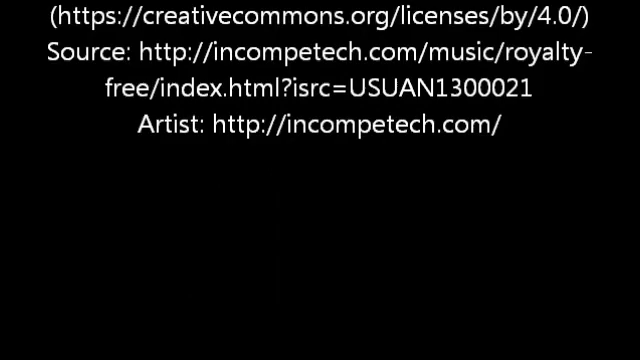 (https://creativecommons.org/licenses/by/4.0/)
Source: http://incompetech.com/music/royalty-
free/index.html?isrc=USUAN1300021
Artist: http://incompetech.com/